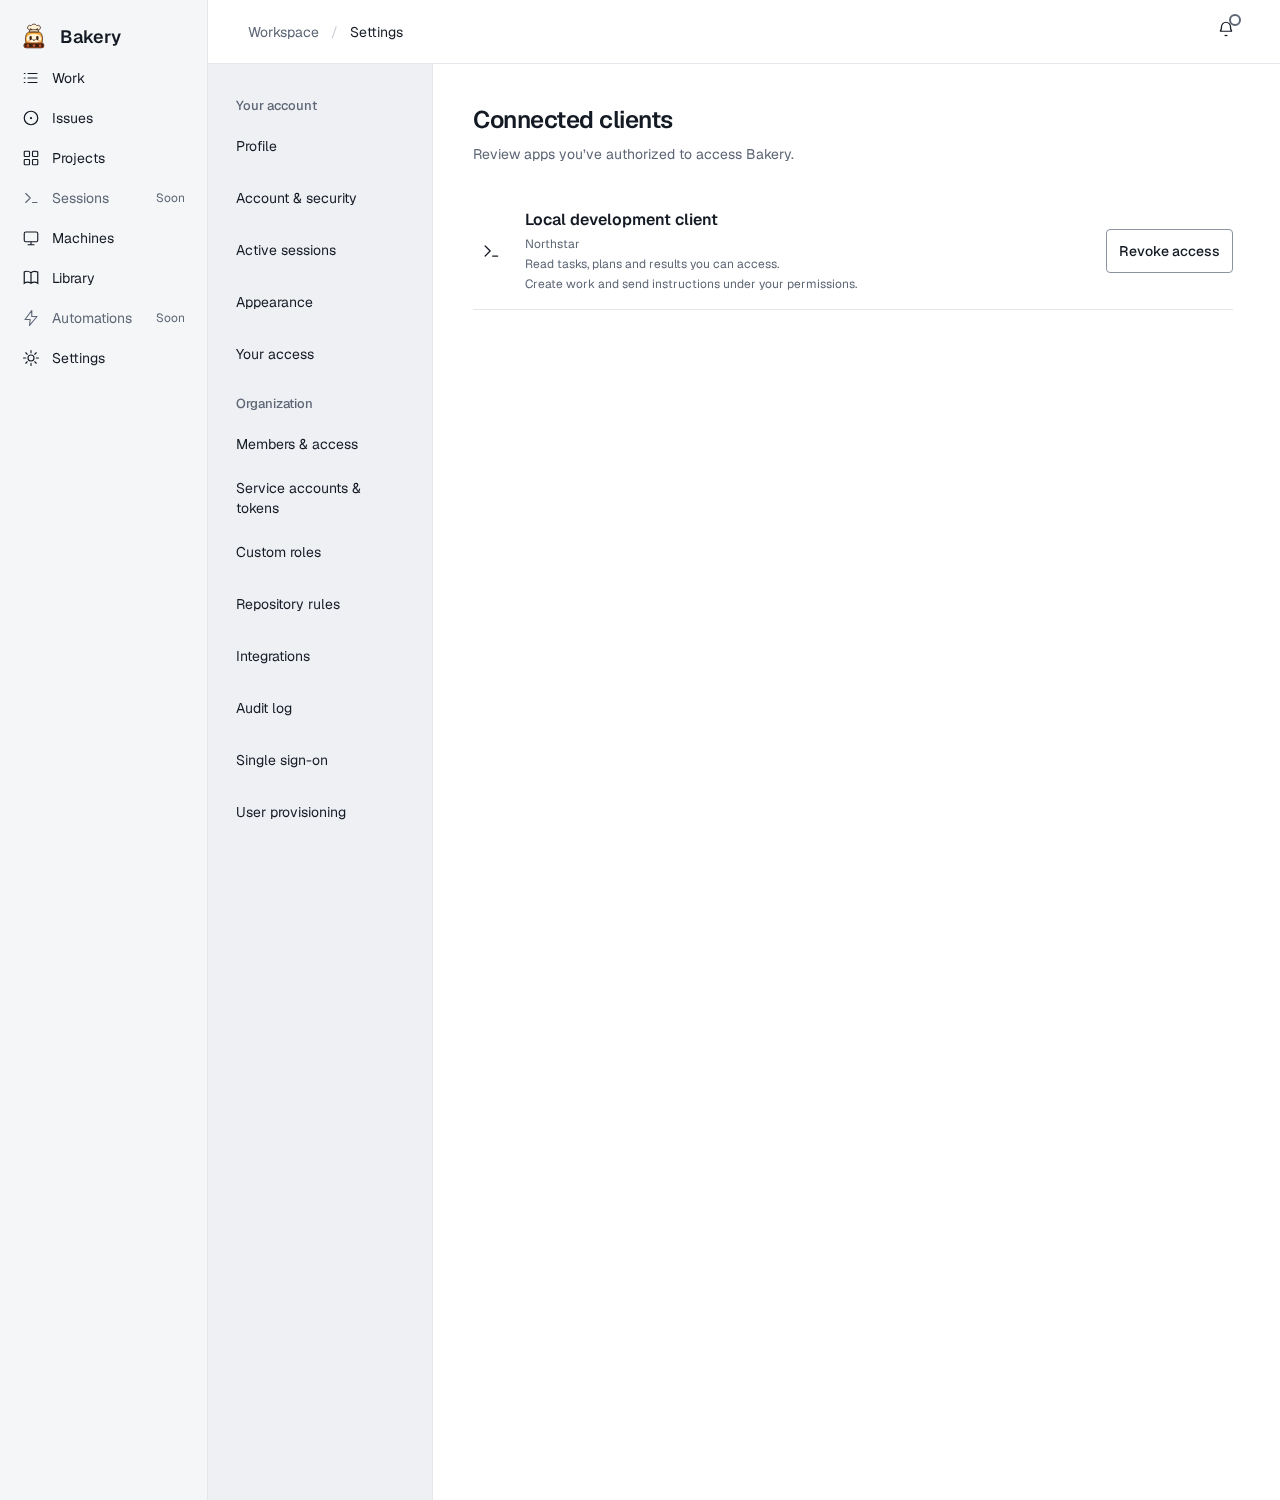 Bakery
Work
Issues
Projects
Sessions Soon
Machines
Library
Automations Soon
Settings
Workspace / Settings
Your account
Profile
Account & security
Active sessions
Appearance
Your access
Organization
Members & access
Service accounts &
tokens
Custom roles
Repository rules
Integrations
Audit log
Single sign-on
User provisioning
Connected clients
Review apps you've authorized to access Bakery.
Local development client
Northstar
Read tasks, plans and results you can access.
Create work and send instructions under your permissions.
Revoke access